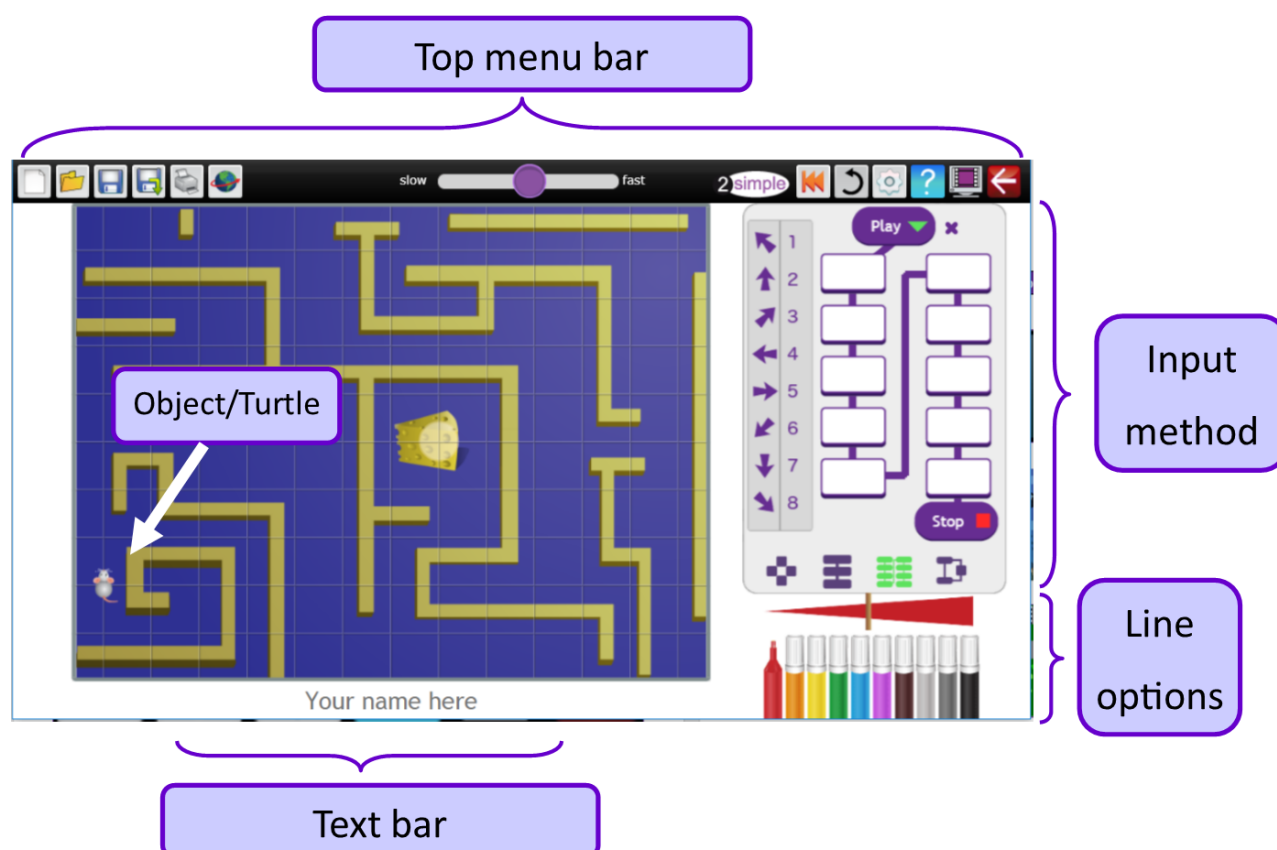 Top menu bar
slow
fast
2simple
?
Play
1
2
3
4
5
6
7
8
Stop
Input
method
Object/Turtle
Line
options
Your name here
Text bar